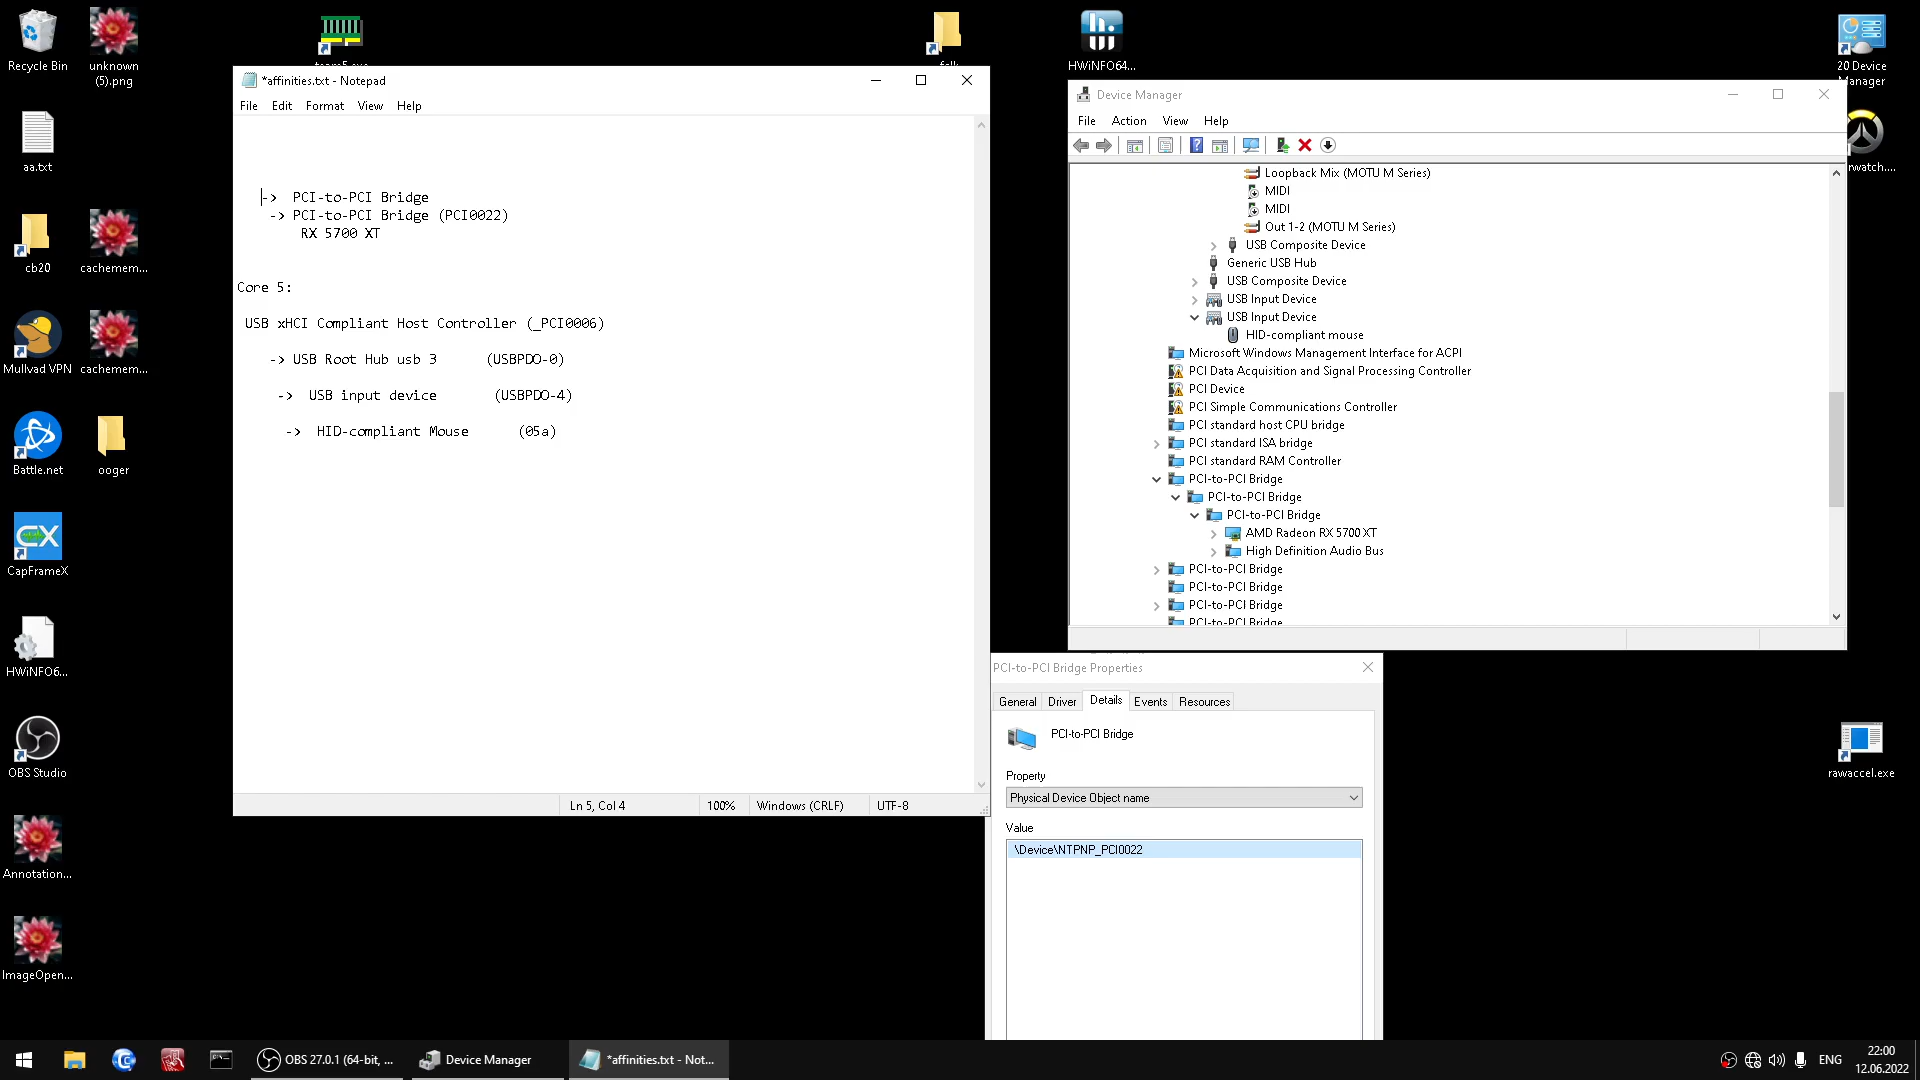 Recycle Bin
unknown
(5).png
HWiNFO64...
20 Device
Manager
aa.txt
cb20
cachemem...
Mullvad VPN
cachemem...
Battle.net
ooger
CapFrameX
HWiNFO6...
OBS Studio
Annotation...
ImageOpen...
rwatch....
rawaccel.exe
*affinities.txt - Notepad
File Edit Format View Help
-> PCI-to-PCI Bridge
-> PCI-to-PCI Bridge (PCI0022)
RX 5700 XT
Core 5:
USB xHCI Compliant Host Controller (_PCI0006)
-> USB Root Hub usb 3 (USBPDO-0)
-> USB input device (USBPDO-4)
-> HID-compliant Mouse (05a)
Ln 5, Col 4 100% Windows (CRLF) UTF-8
Device Manager
File Action View Help
Loopback Mix (MOTU M Series)
MIDI
MIDI
Out 1-2 (MOTU M Series)
USB Composite Device
Generic USB Hub
USB Composite Device
USB Input Device
USB Input Device
HID-compliant mouse
Microsoft Windows Management Interface for ACPI
PCI Data Acquisition and Signal Processing Controller
PCI Device
PCI Simple Communications Controller
PCI standard host CPU bridge
PCI standard ISA bridge
PCI standard RAM Controller
PCI-to-PCI Bridge
PCI-to-PCI Bridge
PCI-to-PCI Bridge
AMD Radeon RX 5700 XT
High Definition Audio Bus
PCI-to-PCI Bridge
PCI-to-PCI Bridge
PCI-to-PCI Bridge
PCI-to-PCI Bridge
PCI-to-PCI Bridge Properties
General Driver Details Events Resources
PCI-to-PCI Bridge
Property
Physical Device Object name
Value
\Device\NTPNP_PCI0022
OBS 27.0.1 (64-bit, ...
Device Manager
*affinities.txt - Not...
ENG
22:00
12.06.2022